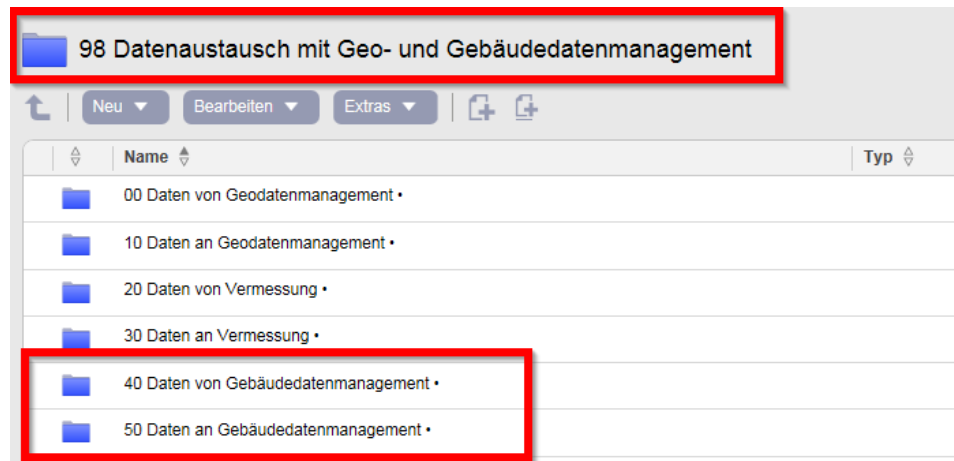 98 Datenaustausch mit Geo- und Gebäudedatenmanagement
Neu Bearbeiten Extras
Name Typ
00 Daten von Geodatenmanagement •
10 Daten an Geodatenmanagement •
20 Daten von Vermessung •
30 Daten an Vermessung •
40 Daten von Gebäudedatenmanagement •
50 Daten an Gebäudedatenmanagement •